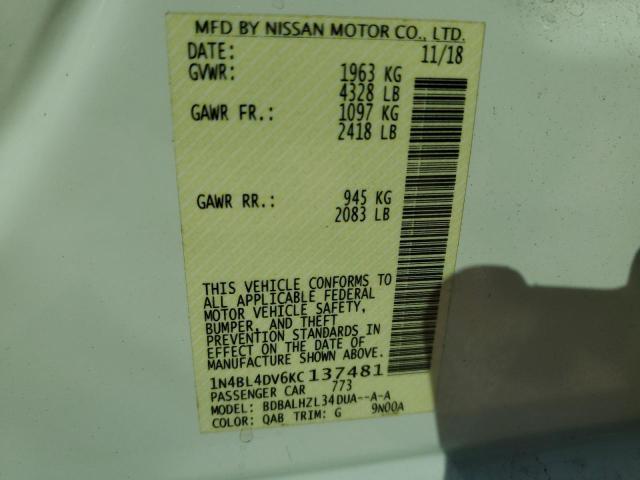 MFD BY NISSAN MOTOR CO., LTD.
DATE: 11/18
GVWR: 1963 KG
4328 LB
GAWR FR.: 1097 KG
2418 LB
GAWR RR.: 945 KG
2083 LB
THIS VEHICLE CONFORMS TO
ALL APPLICABLE FEDERAL
MOTOR VEHICLE SAFETY,
BUMPER, AND THEFT
PREVENTION STANDARDS IN
EFFECT ON THE DATE OF
MANUFACTURE SHOWN ABOVE.
1N4BL4DV6KC137481
PASSENGER CAR 773
MODEL: BDBALHZL34DUA--A-A
COLOR: QAB TRIM: G 9N00A